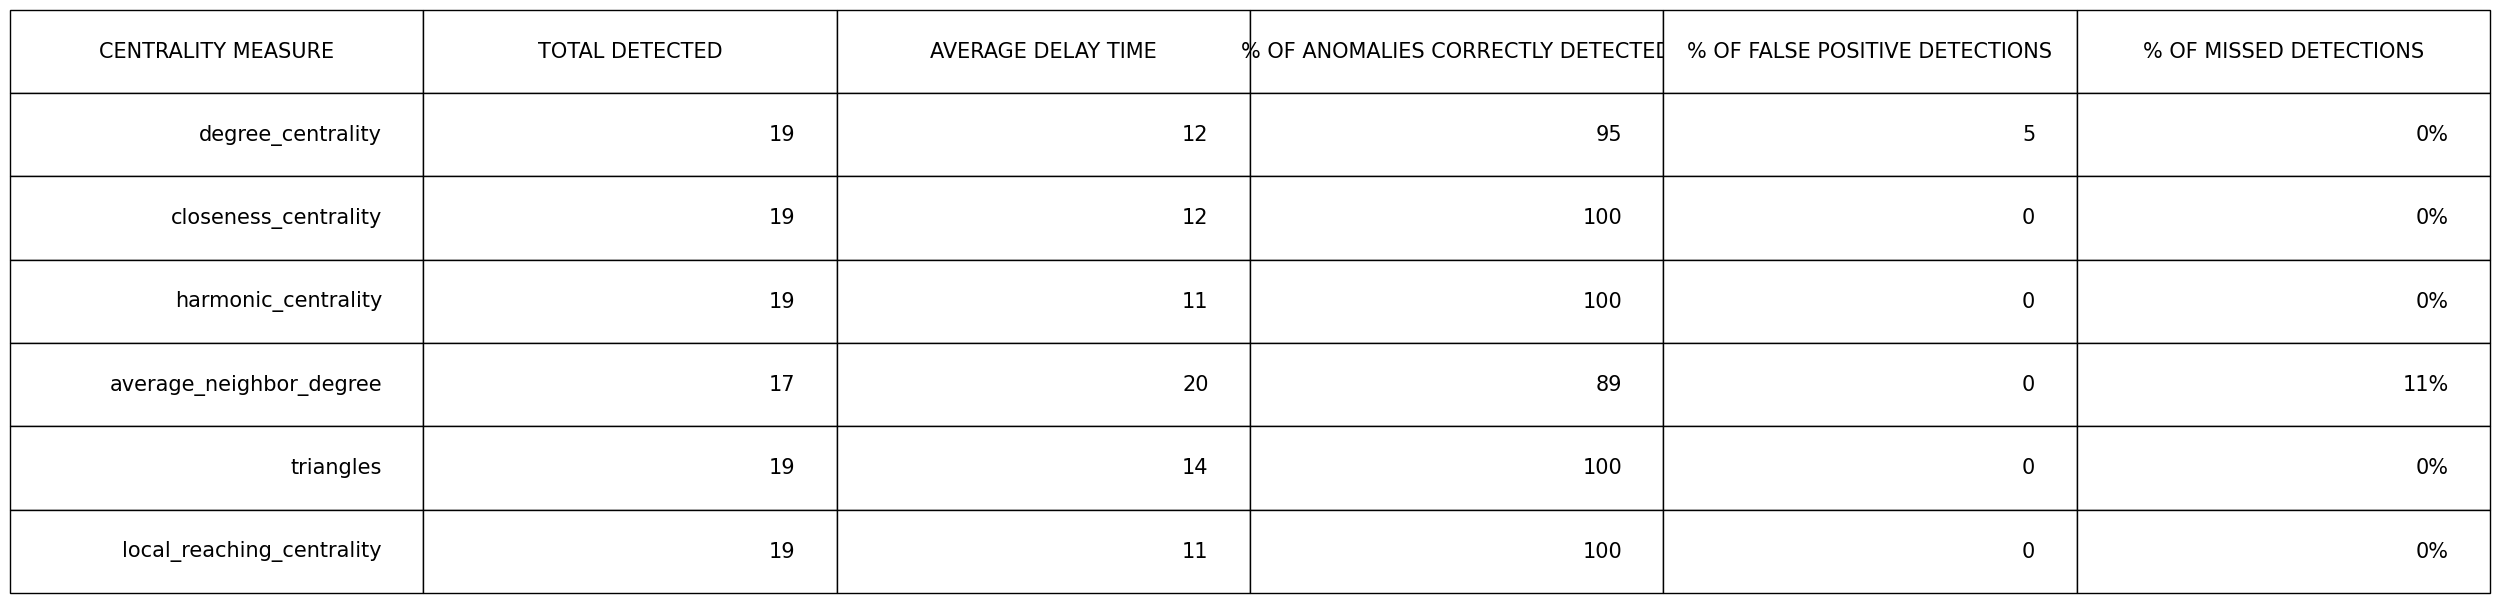 CENTRALITY MEASURE TOTAL DETECTED AVERAGE DELAY TIME % OF ANOMALIES CORRECTLY DETECTED % OF FALSE POSITIVE DETECTIONS % OF MISSED DETECTIONS
degree_centrality 19 12 95 5 0%
closeness_centrality 19 12 100 0 0%
harmonic_centrality 19 11 100 0 0%
average_neighbor_degree 17 20 89 0 11%
triangles 19 14 100 0 0%
local_reaching_centrality 19 11 100 0 0%